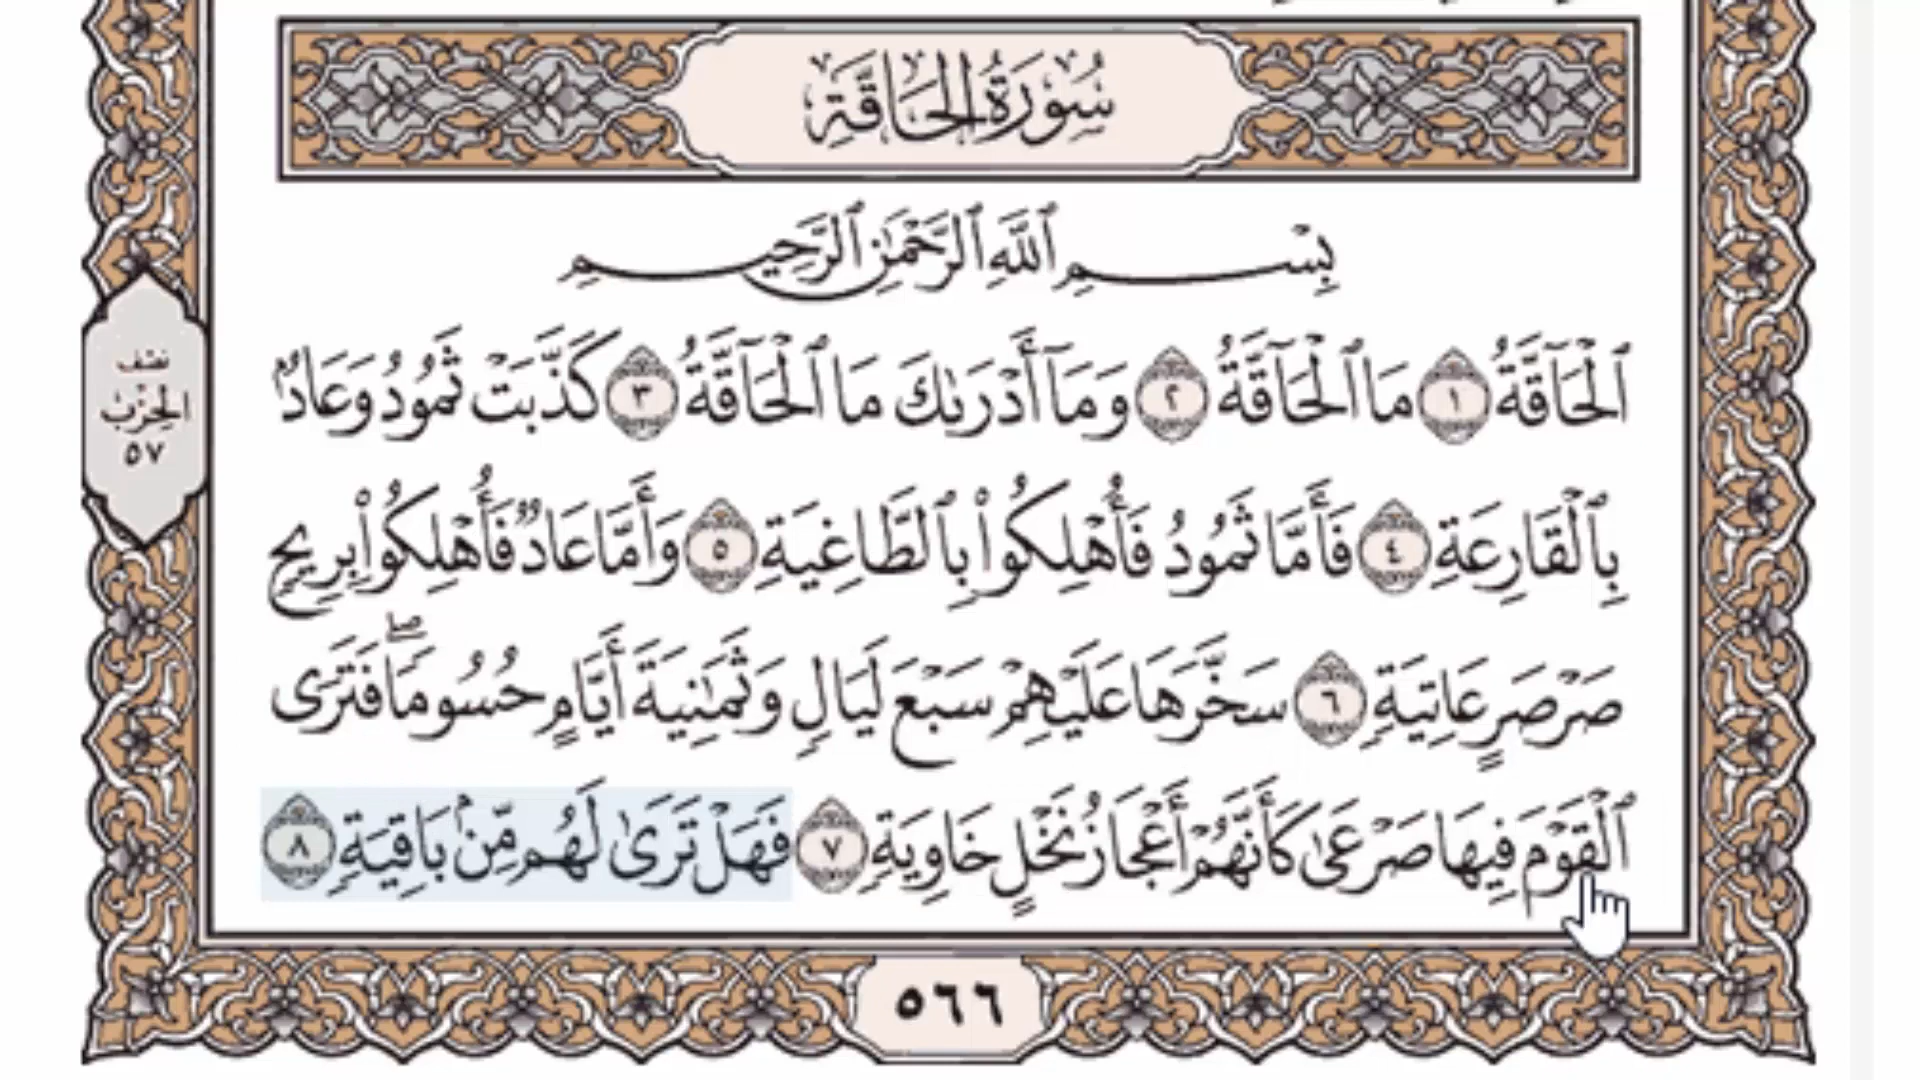 سُورَةُ الحَاقَّةِ
بِسْمِ ٱللَّهِ ٱلرَّحْمَٰنِ ٱلرَّحِيمِ
ٱلْحَآقَّةُ ١ مَا ٱلْحَآقَّةُ ٢ وَمَآ أَدْرَىٰكَ مَا ٱلْحَآقَّةُ ٣ كَذَّبَتْ ثَمُودُ وَعَادٌۢ
نصف
الحِزْب
٥٧
بِٱلْقَارِعَةِ ٤ فَأَمَّا ثَمُودُ فَأُهْلِكُوا۟ بِٱلطَّاغِيَةِ ٥ وَأَمَّا عَادٌ فَأُهْلِكُوا۟ بِرِيحٍ
صَرْصَرٍ عَاتِيَةٍ ٦ سَخَّرَهَا عَلَيْهِمْ سَبْعَ لَيَالٍ وَثَمَٰنِيَةَ أَيَّامٍ حُسُومًاۖ فَتَرَى
ٱلْقَوْمَ فِيهَا صَرْعَىٰ كَأَنَّهُمْ أَعْجَازُ نَخْلٍ خَاوِيَةٍ ٧ فَهَلْ تَرَىٰ لَهُم مِّنۢ بَاقِيَةٍ ٨
٥٦٦